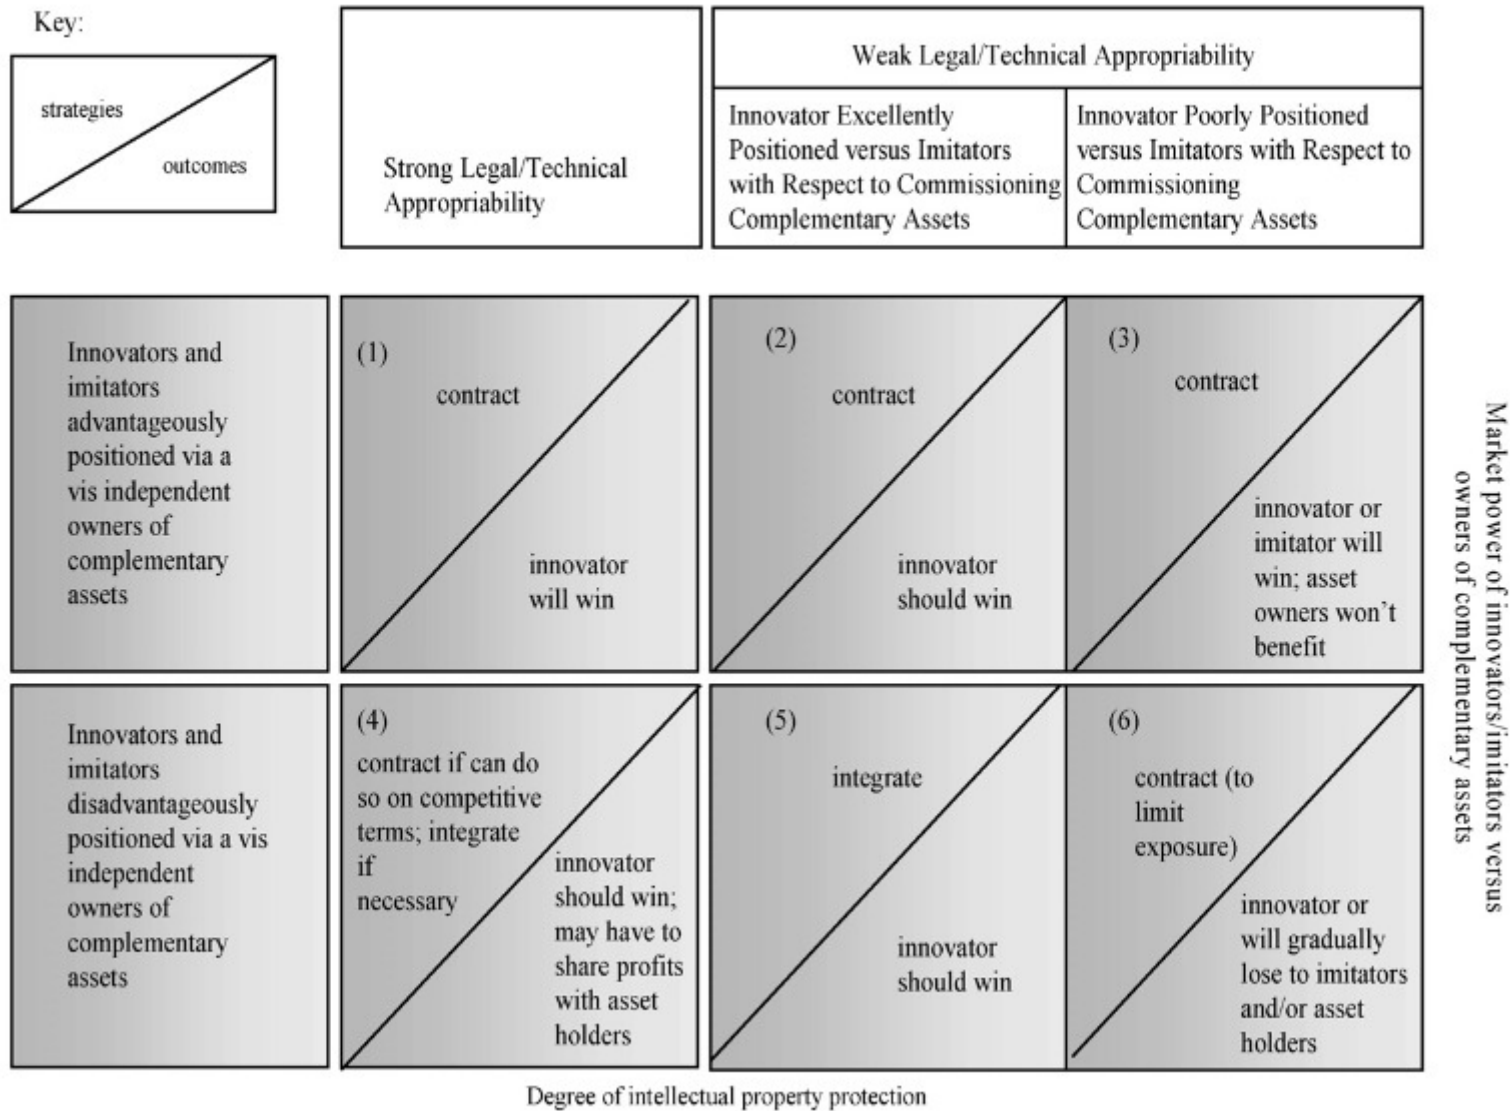 Key:
strategies
outcomes
Strong Legal/Technical
Appropriability
Weak Legal/Technical Appropriability
Innovator Excellently
Positioned versus Imitators
with Respect to Commissioning
Complementary Assets
Innovator Poorly Positioned
versus Imitators with Respect to
Commissioning
Complementary Assets
Innovators and
imitators
advantageously
positioned via a
vis independent
owners of
complementary
assets
(1)
contract
innovator
will win
(2)
contract
innovator
should win
(3)
contract
innovator or
imitator will
win; asset
owners won't
benefit
Innovators and
imitators
disadvantageously
positioned via a vis
independent
owners of
complementary
assets
(4)
contract if can do
so on competitive
terms; integrate
if
necessary
innovator
should win;
may have to
share profits
with asset
holders
(5)
integrate
innovator
should win
(6)
contract (to
limit
exposure)
innovator or
will gradually
lose to imitators
and/or asset
holders
Market power of innovators/imitators versus
owners of complementary assets
Degree of intellectual property protection